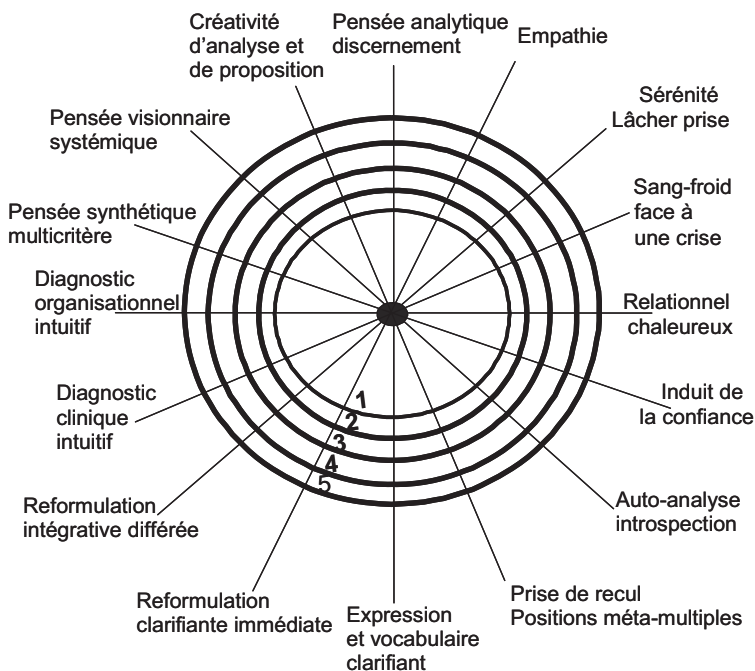 Créativité
d'analyse et
de proposition
Pensée analytique
discernement
Empathie
Sérénité
Lâcher prise
Sang-froid
face à
une crise
Relationnel
chaleureux
Induit de
la confiance
Auto-analyse
introspection
Prise de recul
Positions méta-multiples
Expression
et vocabulaire
clarifiant
Reformulation
clarifiante immédiate
Reformulation
intégrative différée
Diagnostic
clinique
intuitif
Diagnostic
organisationnel
intuitif
Pensée synthétique
multicritère
Pensée visionnaire
systémique
1
2
3
4
5